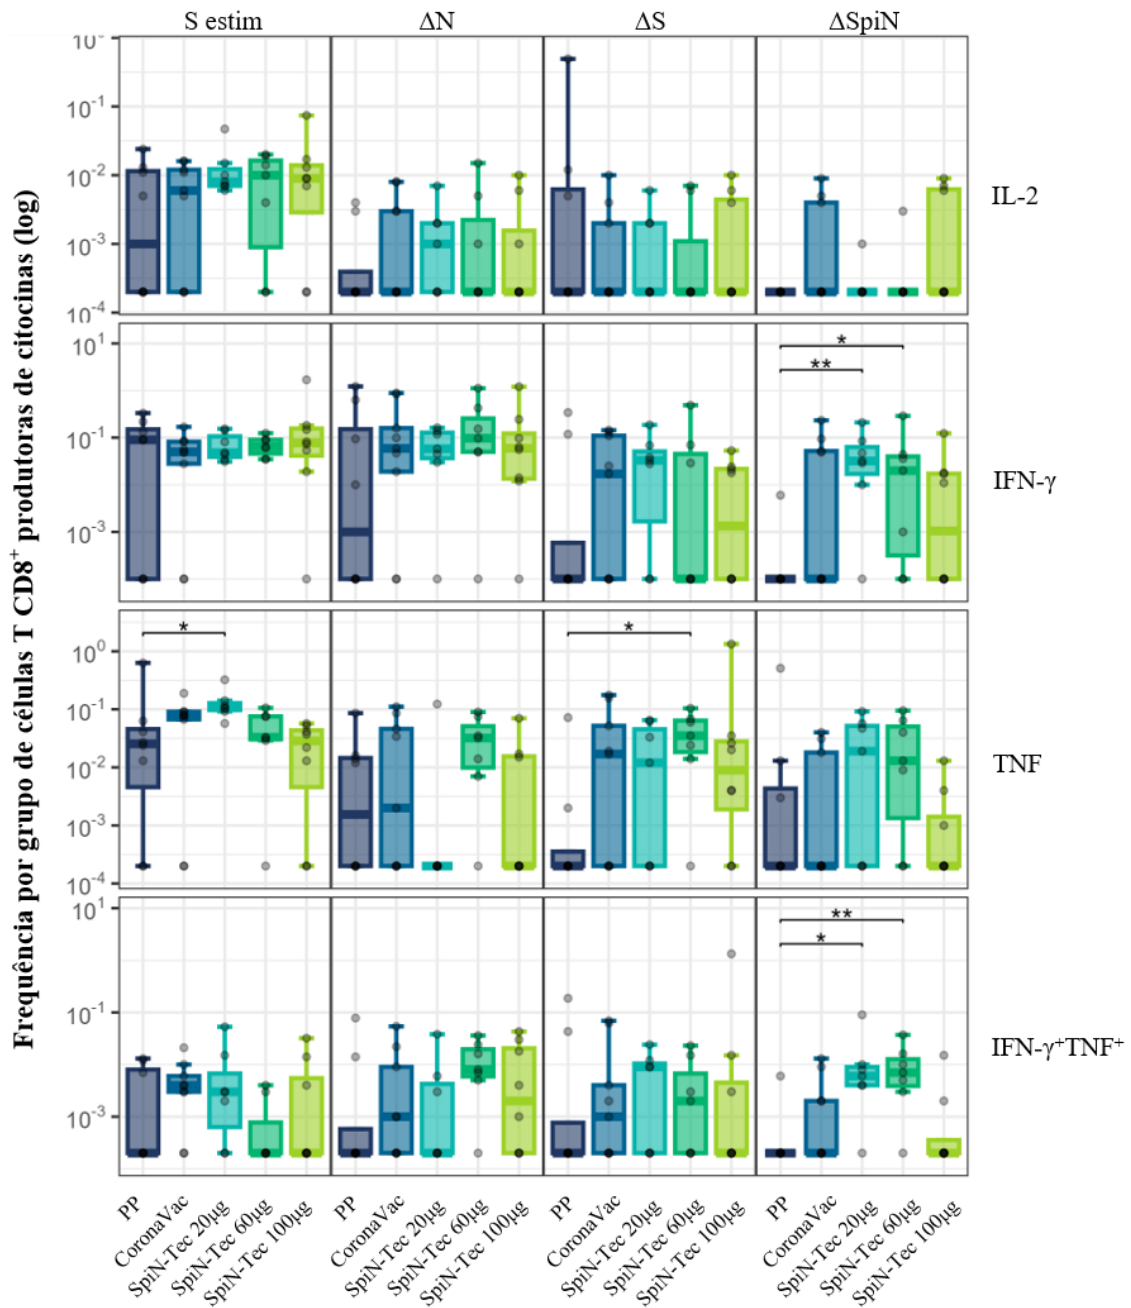 S estim ΔN ΔS ΔSpiN
10⁰
10⁻¹
10⁻²
10⁻³
10⁻⁴
IL-2
10¹
10⁻¹
10⁻³
*
**
IFN-γ
10⁰
10⁻¹
10⁻²
10⁻³
10⁻⁴
*
*
TNF
10¹
10⁻¹
10⁻³
**
*
IFN-γ⁺TNF⁺
Frequência por grupo de células T CD8⁺ produtoras de citocinas (log)
PP
CoronaVac
SpiN-Tec 20μg
SpiN-Tec 60μg
SpiN-Tec 100μg
PP
CoronaVac
SpiN-Tec 20μg
SpiN-Tec 60μg
SpiN-Tec 100μg
PP
CoronaVac
SpiN-Tec 20μg
SpiN-Tec 60μg
SpiN-Tec 100μg
PP
CoronaVac
SpiN-Tec 20μg
SpiN-Tec 60μg
SpiN-Tec 100μg